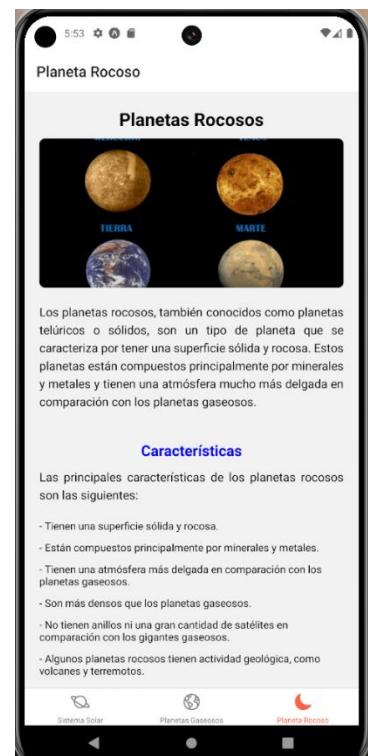 5:53
Planeta Rocoso
Planetas Rocosos
TIERRA
MARTE
Los planetas rocosos, también conocidos como planetas
telúricos o sólidos, son un tipo de planeta que se
caracteriza por tener una superficie sólida y rocosa. Estos
planetas están compuestos principalmente por minerales
y metales y tienen una atmósfera mucho más delgada en
comparación con los planetas gaseosos.
Características
Las principales características de los planetas rocosos
son las siguientes:
- Tienen una superficie sólida y rocosa.
- Están compuestos principalmente por minerales y metales.
- Tienen una atmósfera más delgada en comparación con los
planetas gaseosos.
- Son más densos que los planetas gaseosos.
- No tienen anillos ni una gran cantidad de satélites en
comparación con los gigantes gaseosos.
- Algunos planetas rocosos tienen actividad geológica, como
volcanes y terremotos.
Sistema Solar
Planetas Gaseosos
Planeta Rocoso